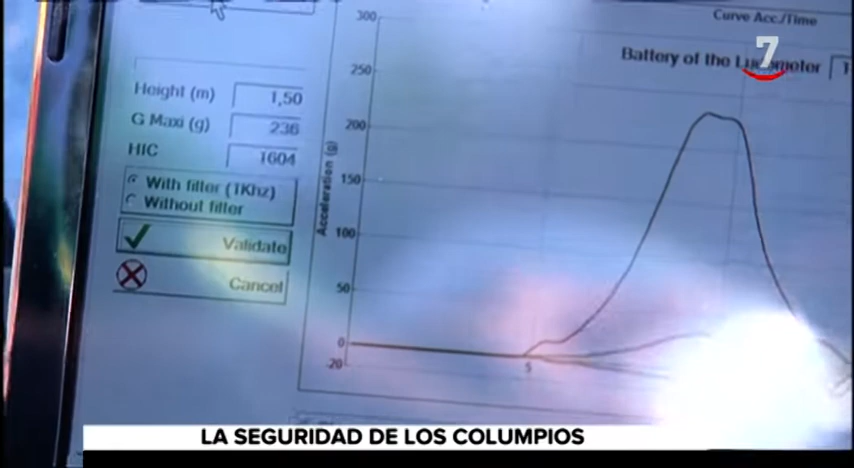 Curve Acc./Time
7
Battery of the Lucometer
Height (m) 1,50
G Maxi (g) 236
HIC 1604
With filter (1Khz)
Without filter
Validate
Cancel
Acceleration (g)
300
250
200
150
100
50
0
-20
5
LA SEGURIDAD DE LOS COLUMPIOS